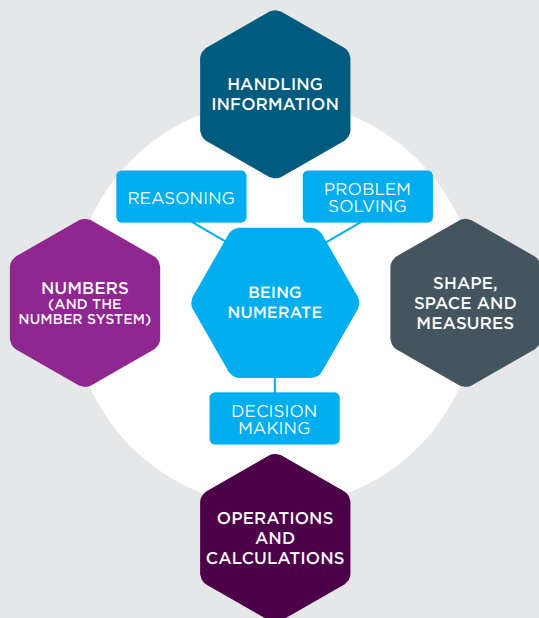 HANDLING
INFORMATION
REASONING
PROBLEM
SOLVING
NUMBERS
(AND THE
NUMBER SYSTEM)
BEING
NUMERATE
SHAPE,
SPACE AND
MEASURES
DECISION
MAKING
OPERATIONS
AND
CALCULATIONS